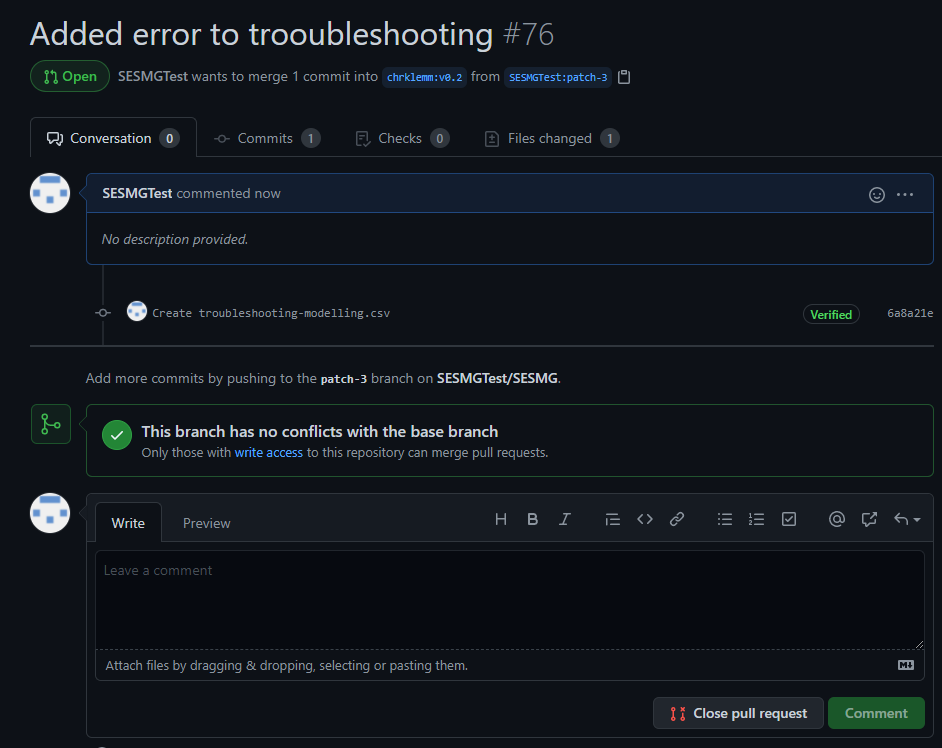 Added error to trooubleshooting #76
Open SESMGTest wants to merge 1 commit into chrklemm:v0.2 from SESMGTest:patch-3
Conversation 0 Commits 1 Checks 0 Files changed 1
SESMGTest commented now
No description provided.
Create troubleshooting-modelling.csv Verified 6a8a21e
Add more commits by pushing to the patch-3 branch on SESMGTest/SESMG.
This branch has no conflicts with the base branch
Only those with write access to this repository can merge pull requests.
Write Preview
Leave a comment
Attach files by dragging & dropping, selecting or pasting them.
Close pull request Comment